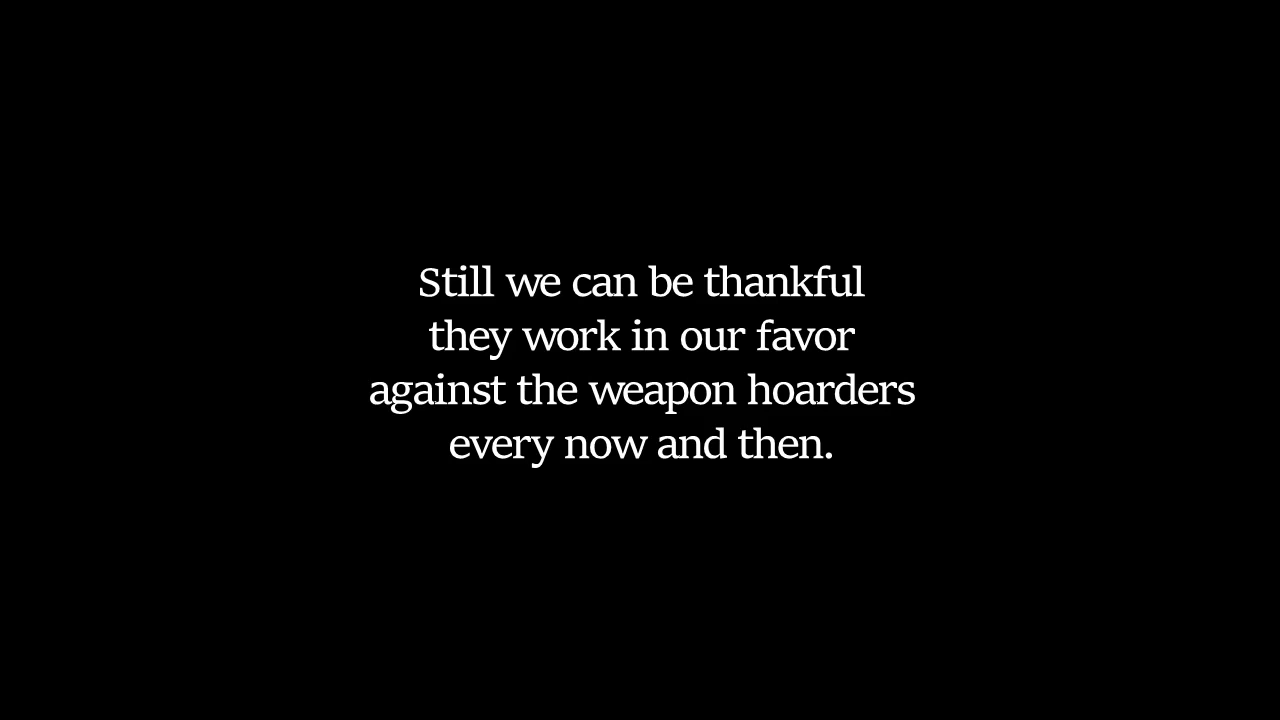 Still we can be thankful
they work in our favor
against the weapon hoarders
every now and then.